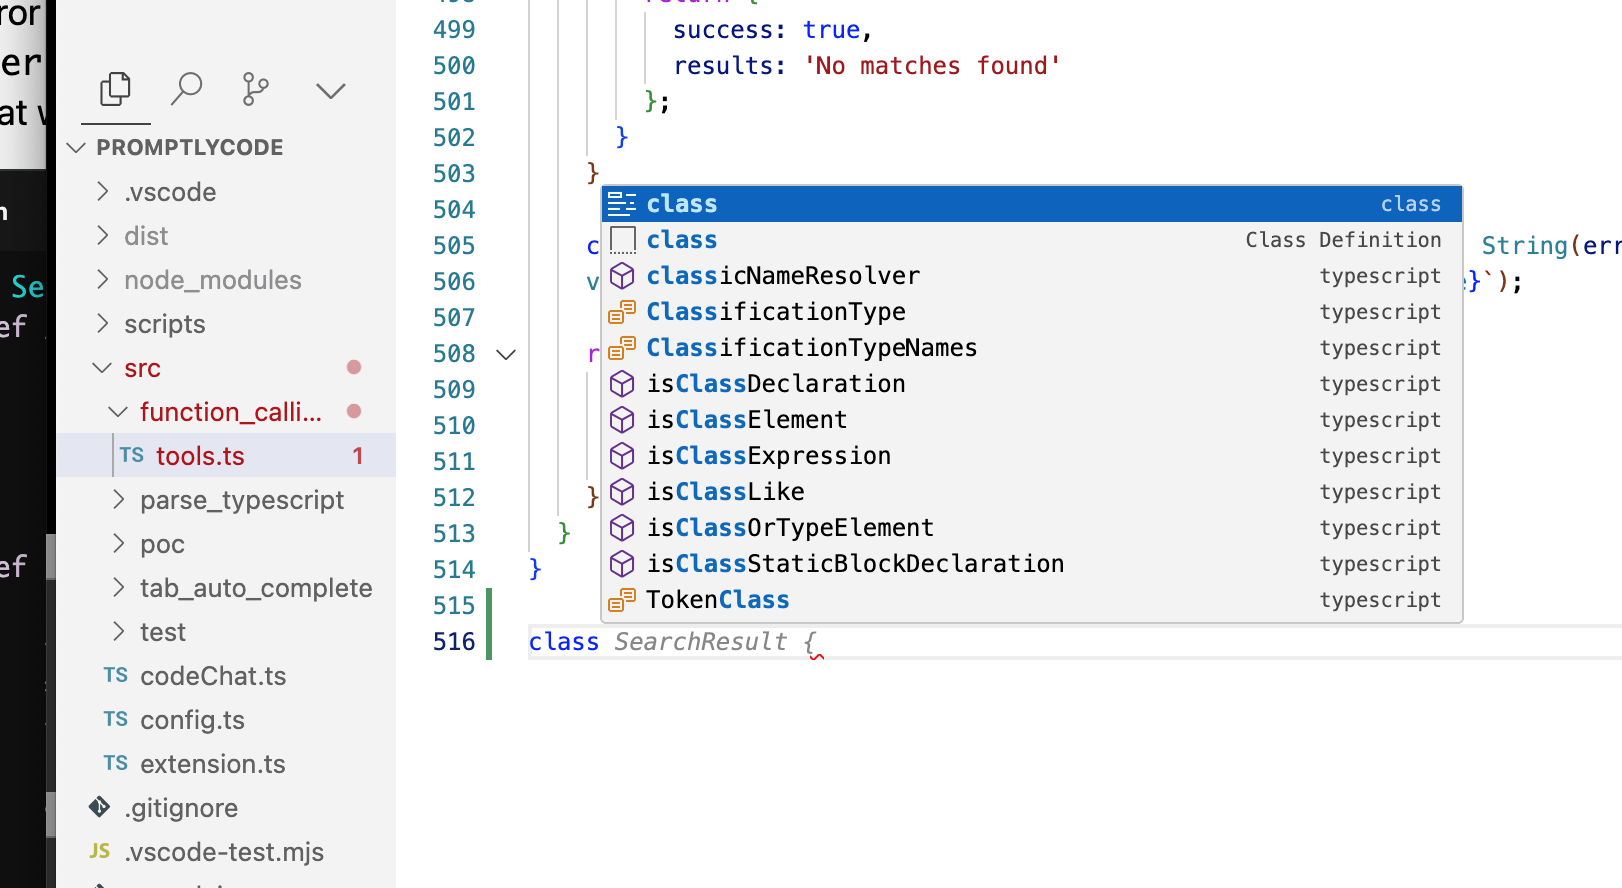 ror
er
at w
n
Se
ef
ef
PROMPTLYCODE
.vscode
dist
node_modules
scripts
src
function_calli...
TS tools.ts 1
parse_typescript
poc
tab_auto_complete
test
TS codeChat.ts
TS config.ts
TS extension.ts
.gitignore
JS .vscode-test.mjs
498 return {
499 success: true,
500 results: 'No matches found'
501 };
502 }
503 }
504
505 c String(err
506 v e}`);
507
508 r
509
510
511
512 }
513 }
514 }
515
516 class SearchResult {
class class
class Class Definition
classicNameResolver typescript
ClassificationType typescript
ClassificationTypeNames typescript
isClassDeclaration typescript
isClassElement typescript
isClassExpression typescript
isClassLike typescript
isClassOrTypeElement typescript
isClassStaticBlockDeclaration typescript
TokenClass typescript